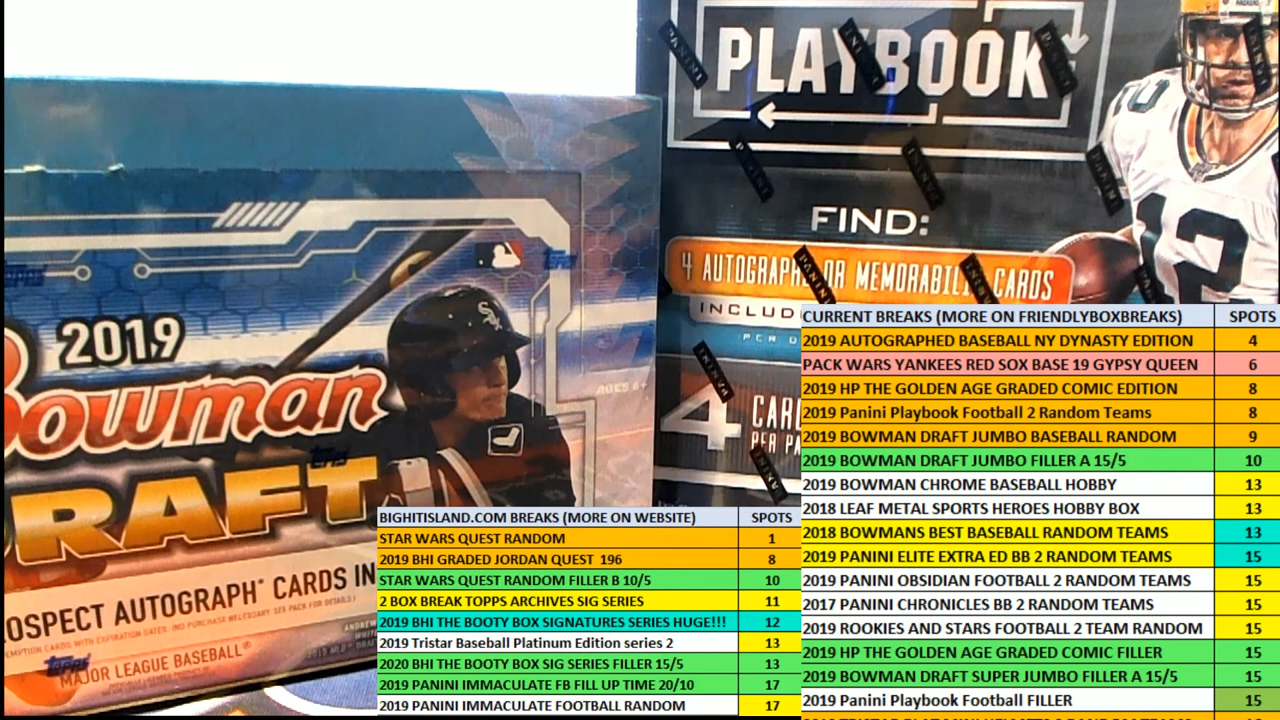 PLAYBOOK
FIND:
4 AUTOGRAPHS OR MEMORABILIA CARDS
4
2019
Bowman
DRAFT
AGES 6+
PROSPECT AUTOGRAPH* CARDS IN
MAJOR LEAGUE BASEBALL®
topps
12
PANINI
CURRENT BREAKS (MORE ON FRIENDLYBOXBREAKS) SPOTS
2019 AUTOGRAPHED BASEBALL NY DYNASTY EDITION 4
PACK WARS YANKEES RED SOX BASE 19 GYPSY QUEEN 6
2019 HP THE GOLDEN AGE GRADED COMIC EDITION 8
2019 Panini Playbook Football 2 Random Teams 8
2019 BOWMAN DRAFT JUMBO BASEBALL RANDOM 9
2019 BOWMAN DRAFT JUMBO FILLER A 15/5 10
2019 BOWMAN CHROME BASEBALL HOBBY 13
2018 LEAF METAL SPORTS HEROES HOBBY BOX 13
2018 BOWMANS BEST BASEBALL RANDOM TEAMS 13
2019 PANINI ELITE EXTRA ED BB 2 RANDOM TEAMS 15
2019 PANINI OBSIDIAN FOOTBALL 2 RANDOM TEAMS 15
2017 PANINI CHRONICLES BB 2 RANDOM TEAMS 15
2019 ROKIES AND STARS FOOTBALL 2 TEAM RANDOM 15
2019 HP THE GOLDEN AGE GRADED COMIC FILLER 15
2019 BOWMAN DRAFT SUPER JUMBO FILLER A 15/5 15
2019 Panini Playbook Football FILLER 15
BIGHITISLAND.COM BREAKS (MORE ON WEBSITE) SPOTS
STAR WARS QUEST RANDOM 1
2019 BHI GRADED JORDAN QUEST 196 8
STAR WARS QUEST RANDOM FILLER B 10/5 10
2 BOX BREAK TOPPS ARCHIVES SIG SERIES 11
2019 BHI THE BOOTY BOX SIGNATURES SERIES HUGE!!! 12
2019 Tristar Baseball Platinum Edition series 2 13
2020 BHI THE BOOTY BOX SIG SERIES FILLER 15/5 13
2019 PANINI IMMACULATE FB FILL UP TIME 20/10 17
2019 PANINI IMMACULATE FOOTBALL RANDOM 17